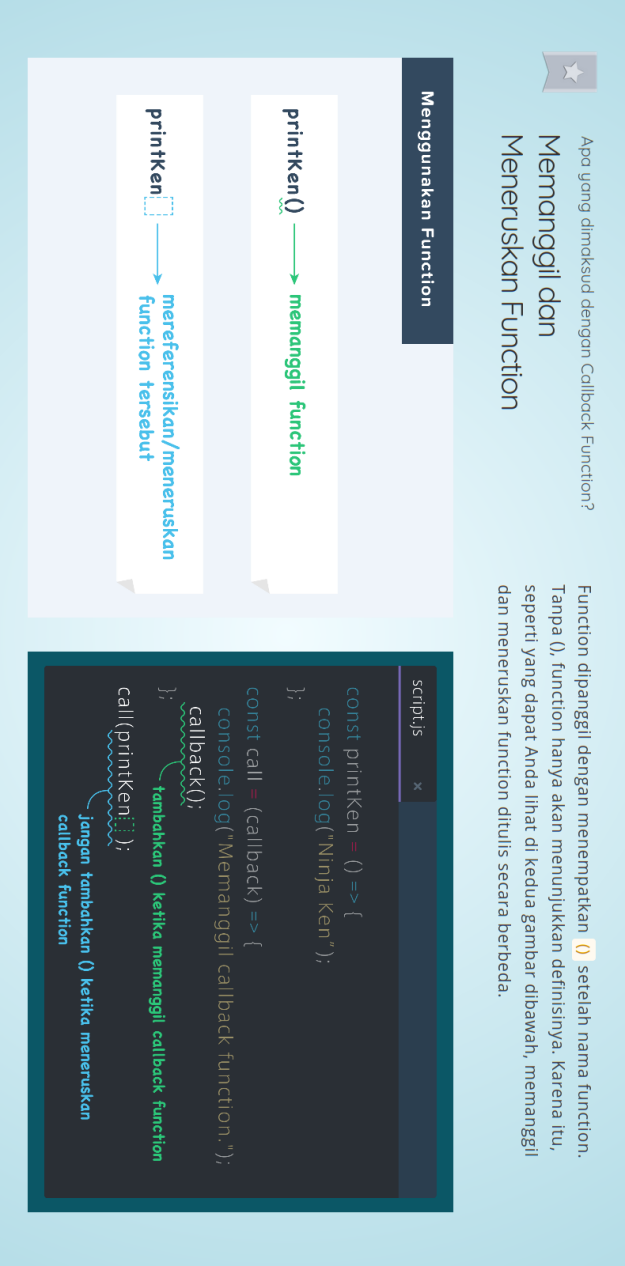 Apa yang dimaksud dengan Callback Function?
Memanggil dan
Meneruskan Function
Function dipanggil dengan menempatkan () setelah nama function.
Tanpa (), function hanya akan menunjukkan definisinya. Karena itu,
seperti yang dapat Anda lihat di kedua gambar dibawah, memanggil
dan meneruskan function ditulis secara berbeda.
Menggunakan Function
printKen() memanggil function
printKen mereferensikan/meneruskan
function tersebut
script.js ×
const printKen = () => {
console.log("Ninja Ken");
};
const call = (callback) => {
console.log("Memanggil callback function.");
callback();
tambahkan () ketika memanggil callback function
};
call(printKen );
jangan tambahkan () ketika meneruskan
callback function